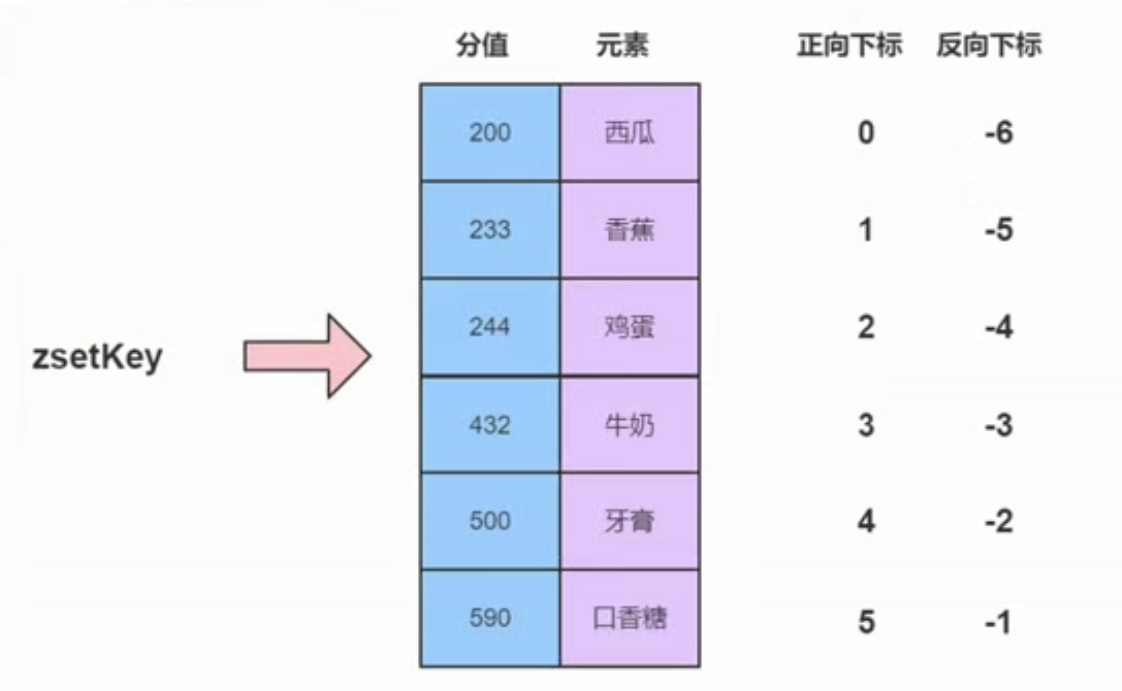 分值 元素 正向下标 反向下标
200 西瓜 0 -6
233 香蕉 1 -5
244 鸡蛋 2 -4
zsetKey
432 牛奶 3 -3
500 牙膏 4 -2
590 口香糖 5 -1